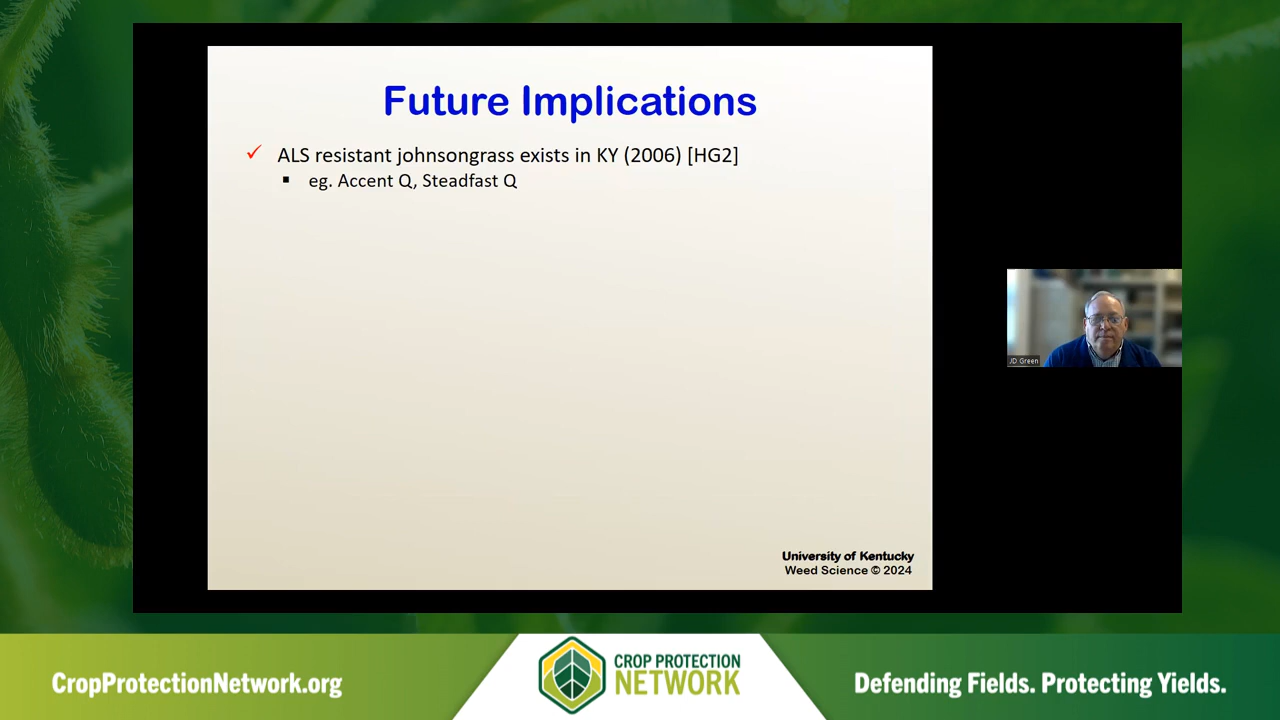 Future Implications
✓ ALS resistant johnsongrass exists in KY (2006) [HG2]
▪ eg. Accent Q, Steadfast Q
University of Kentucky
Weed Science © 2024
JD Green
CropProtectionNetwork.org
CROP PROTECTION
NETWORK
Defending Fields. Protecting Yields.